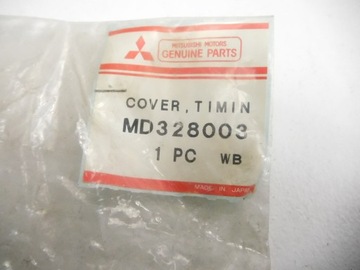 MITSUBISHI MOTORS
GENUINE PARTS
COVER, TIMIN
MD328003
1 PC WB
MADE IN JAPAN